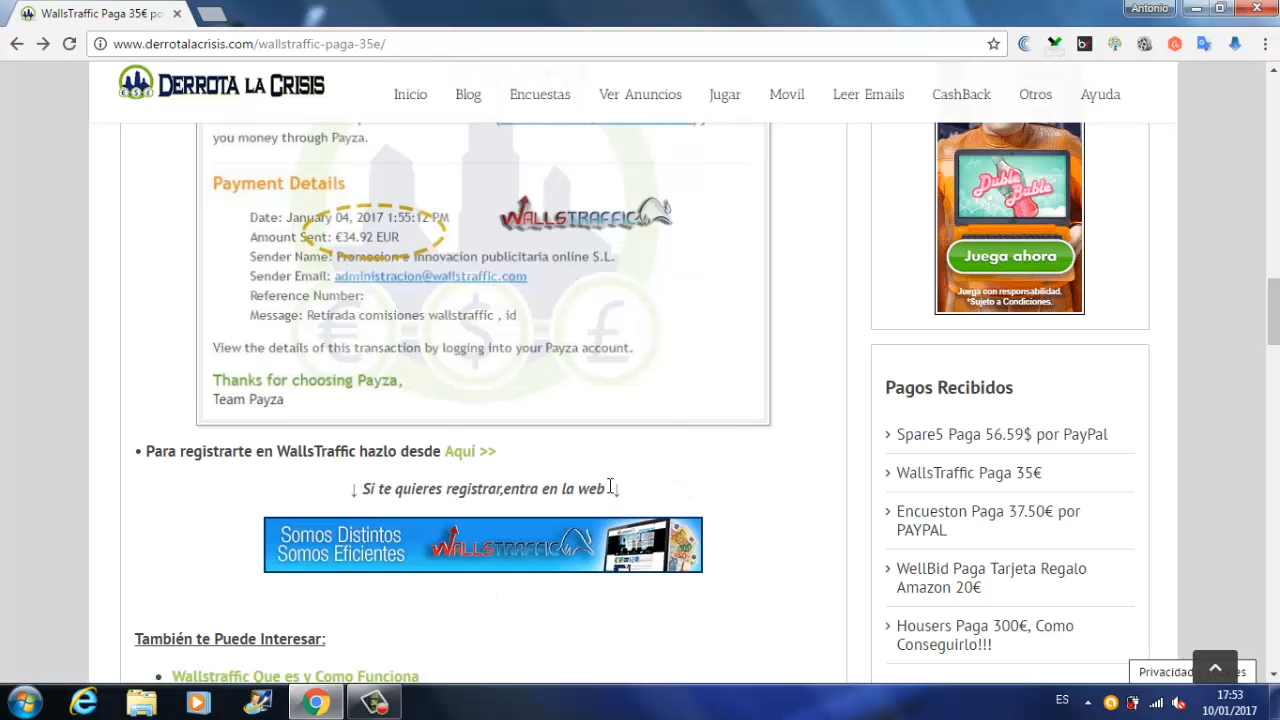 WallsTraffic Paga 35€ po
Antonio
www.derrotalacrisis.com/wallstraffic-paga-35e/
DERROTA LA CRISIS
Inicio
Blog
Encuestas
Ver Anuncios
Jugar
Movil
Leer Emails
CashBack
Otros
Ayuda
you money through Payza.
Payment Details
Date: January 04, 2017 1:55:12 PM
Amount Sent: €34.92 EUR
Sender Name: Promocion e innovacion publicitaria online S.L.
Sender Email: administracion@wallstraffic.com
Reference Number:
Message: Retirada comisiones wallstraffic , id
WALLSTRAFFIC
View the details of this transaction by logging into your Payza account.
Thanks for choosing Payza,
Team Payza
• Para registrarte en WallsTraffic hazlo desde Aquí >>
↓ Si te quieres registrar,entra en la web ↓
Somos Distintos
Somos Eficientes
WALLSTRAFFIC
También te Puede Interesar:
• Wallstraffic Que es y Como Funciona
Duble
Buble
Juega ahora
Juega con responsabilidad.
*Sujeto a Condiciones.
Pagos Recibidos
› Spare5 Paga 56.59$ por PayPal
› WallsTraffic Paga 35€
› Encueston Paga 37.50€ por
PAYPAL
› WellBid Paga Tarjeta Regalo
Amazon 20€
› Housers Paga 300€, Como
Conseguirlo!!!
ES
17:53
10/01/2017